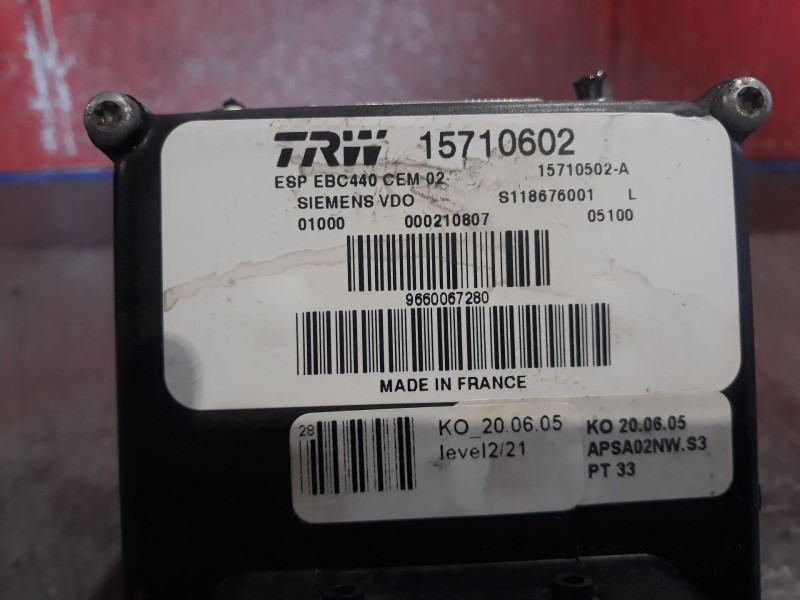 TRW 15710602
ESP EBC440 CEM 02 15710502-A
SIEMENS VDO S118676001 L
01000 000210807 05100
9660067280
MADE IN FRANCE
28
KO_20.06.05
level2/21
KO 20.06.05
APSA02NW.S3
PT 33